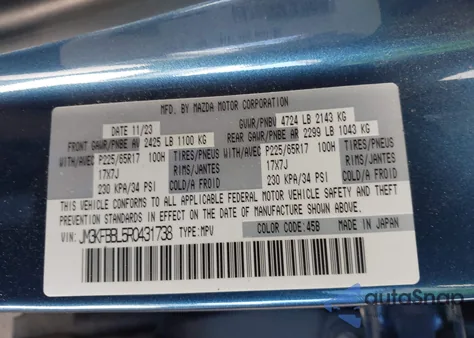 MFD. BY MAZDA MOTOR CORPORATION
DATE 11/23 GVWR/PNBV 4724 LB 2143 KG
FRONT GAWR/PNBE AV 2425 LB 1100 KG REAR GAWR/PNBE AR 2299 LB 1043 KG
WITH/AVEC P225/65R17 100H TIRES/PNEUS WITH/AVEC P225/65R17 100H TIRES/PNEUS
17X7J RIMS/JANTES 17X7J RIMS/JANTES
230 KPA/34 PSI COLD/A FROID 230 KPA/34 PSI COLD/A FROID
THIS VEHICLE CONFORMS TO ALL APPLICABLE FEDERAL MOTOR VEHICLE SAFETY AND THEFT
PREVENTION STANDARDS IN EFFECT ON THE DATE OF MANUFACTURE SHOWN ABOVE.
VIN: JM3KFBBL5R0431738 TYPE:MPV COLOR CODE:45B MADE IN JAPAN
autoSnap